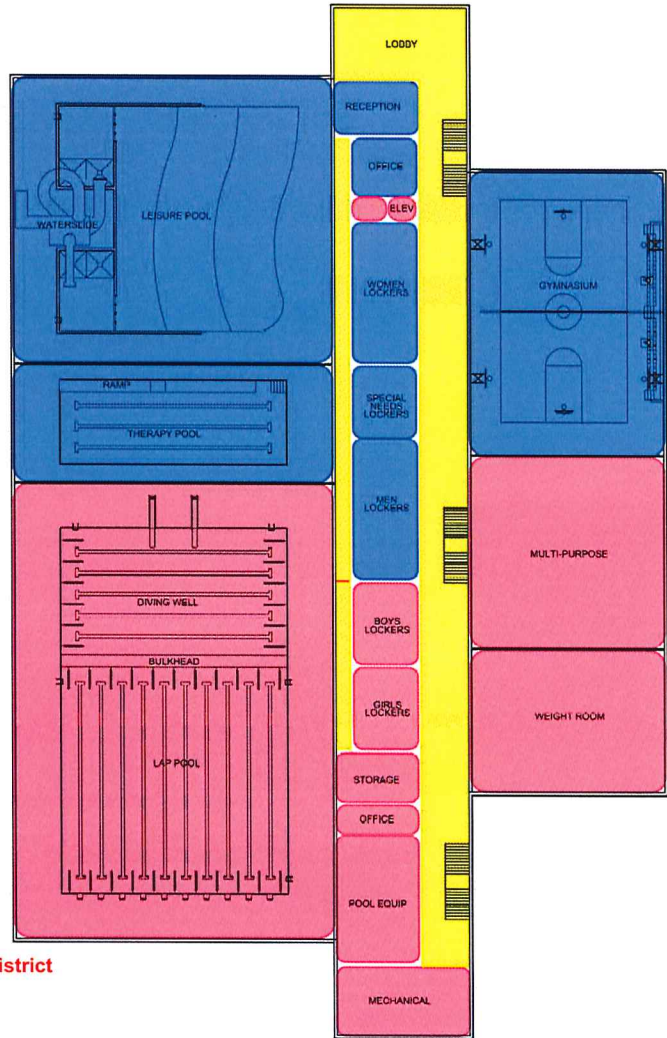 LOBBY
RECEPTION
OFFICE
ELEV
WATERSLIDE
LEISURE POOL
WOMEN
LOCKERS
GYMNASIUM
RAMP
THERAPY POOL
SPECIAL
NEEDS
LOCKERS
MEN
LOCKERS
DIVING WELL
BULKHEAD
LAP POOL
BOYS
LOCKERS
GIRLS
LOCKERS
MULTI-PURPOSE
WEIGHT ROOM
STORAGE
OFFICE
POOL EQUIP
MECHANICAL
istrict